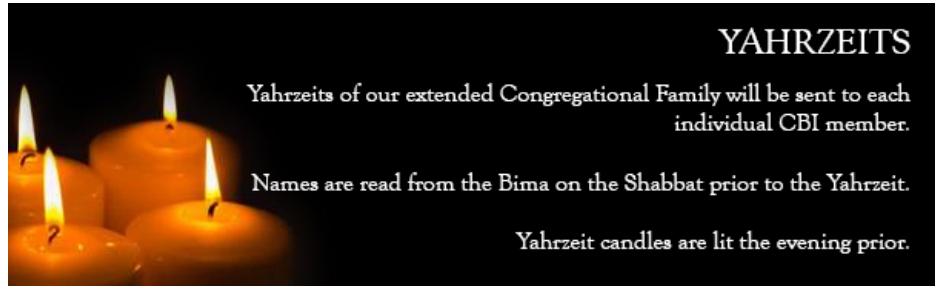 YAHRZEITS
Yahrzeits of our extended Congregational Family will be sent to each
individual CBI member.
Names are read from the Bima on the Shabbat prior to the Yahrzeit.
Yahrzeit candles are lit the evening prior.